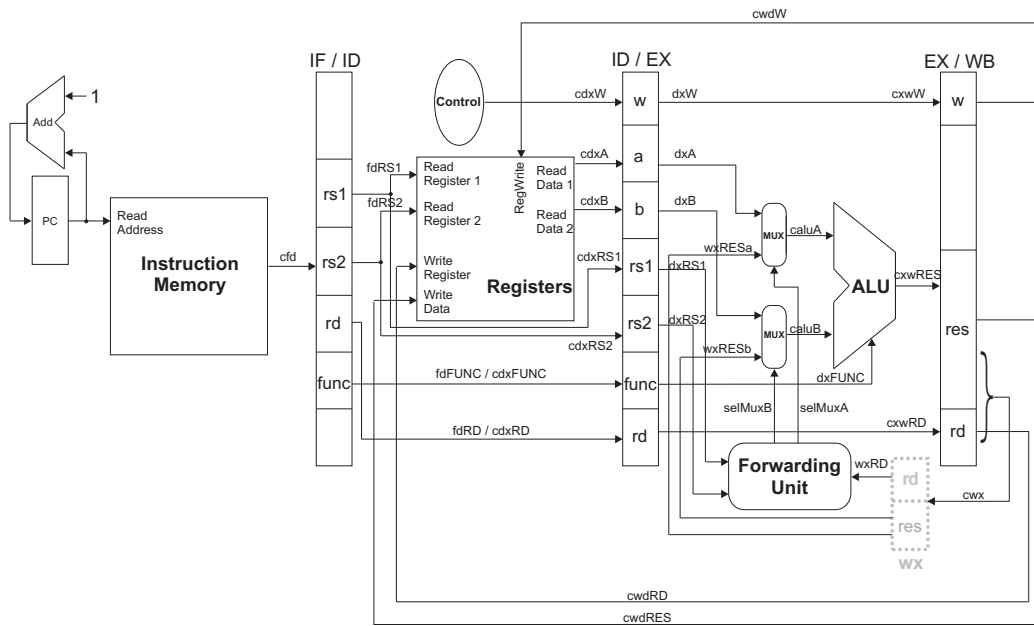 cwdW
IF / ID
ID / EX
EX / WB
1
Add
Control
cdxW
w
dxW
cxwW
w
fdRS1
Read
Register 1
RegWrite
Read
Data 1
cdxA
a
dxA
rs1
fdRS2
Read
Register 2
Read
Data 2
cdxB
b
dxB
PC
Read
Address
Instruction
Memory
cfd
rs2
Write
Register
Registers
cdxRS1
rs1
dxRS1
wxRESa
MUX
caluA
ALU
cxwRES
Write
Data
rd
cdxRS2
rs2
dxRS2
wxRESb
MUX
caluB
res
func
fdFUNC / cdxFUNC
func
dxFUNC
selMuxB
selMuxA
fdRD / cdxRD
rd
cxwRD
rd
Forwarding
Unit
wxRD
rd
cwx
res
wx
cwdRD
cwdRES